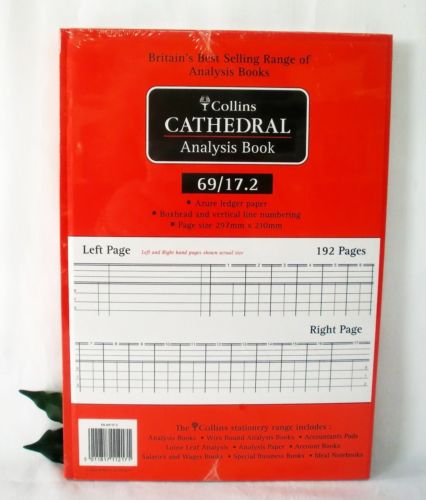 Britain's Best Selling Range of
Analysis Books
Collins
CATHEDRAL
Analysis Book
69/17.2
• Azure ledger paper
• Boxhead and vertical line numbering
• Page size 297mm x 210mm
Left Page Left and Right hand pages shown actual size 192 Pages
Right Page
The Collins stationery range includes :
Analysis Books • Wire Bound Analysis Books • Accountants Pads
Loose Leaf Analysis • Analysis Paper • Account Books
Salaries and Wages Books • Special Business Books • Ideal Notebooks